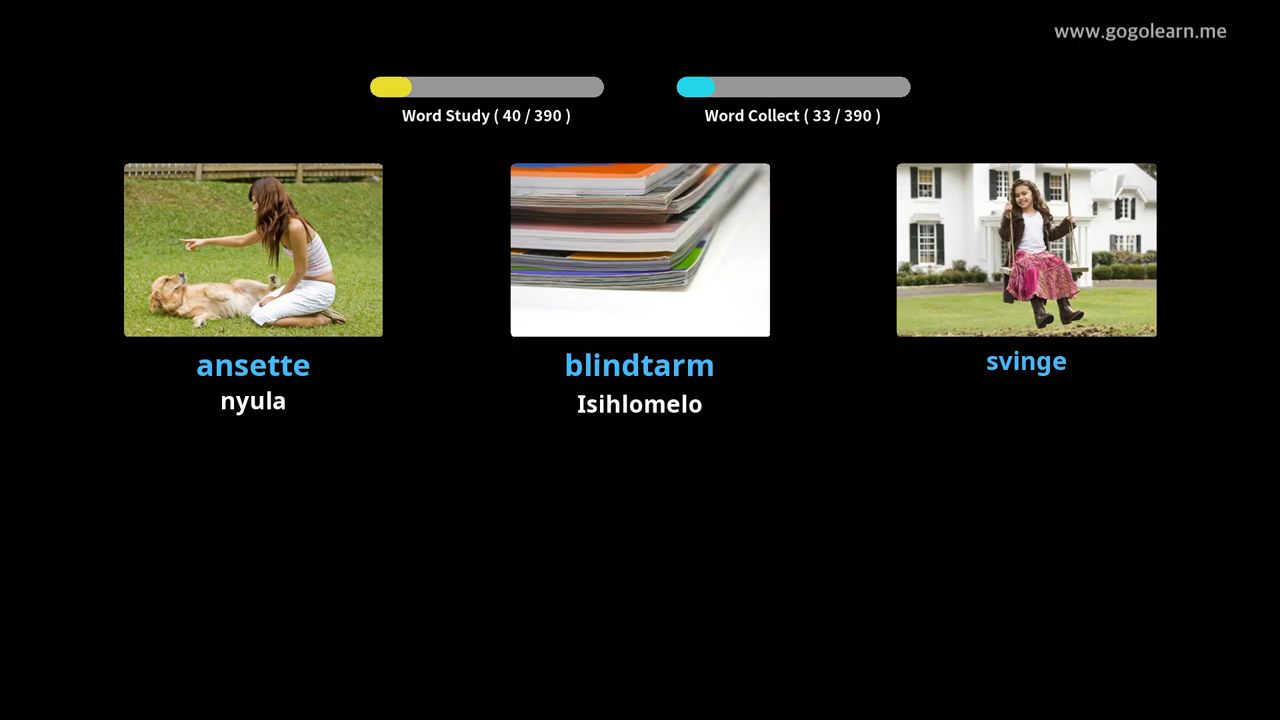 www.gogolearn.me
Word Study ( 40 / 390 )
Word Collect ( 33 / 390 )
ansette
blindtarm
svinge
nyula
Isihlomelo